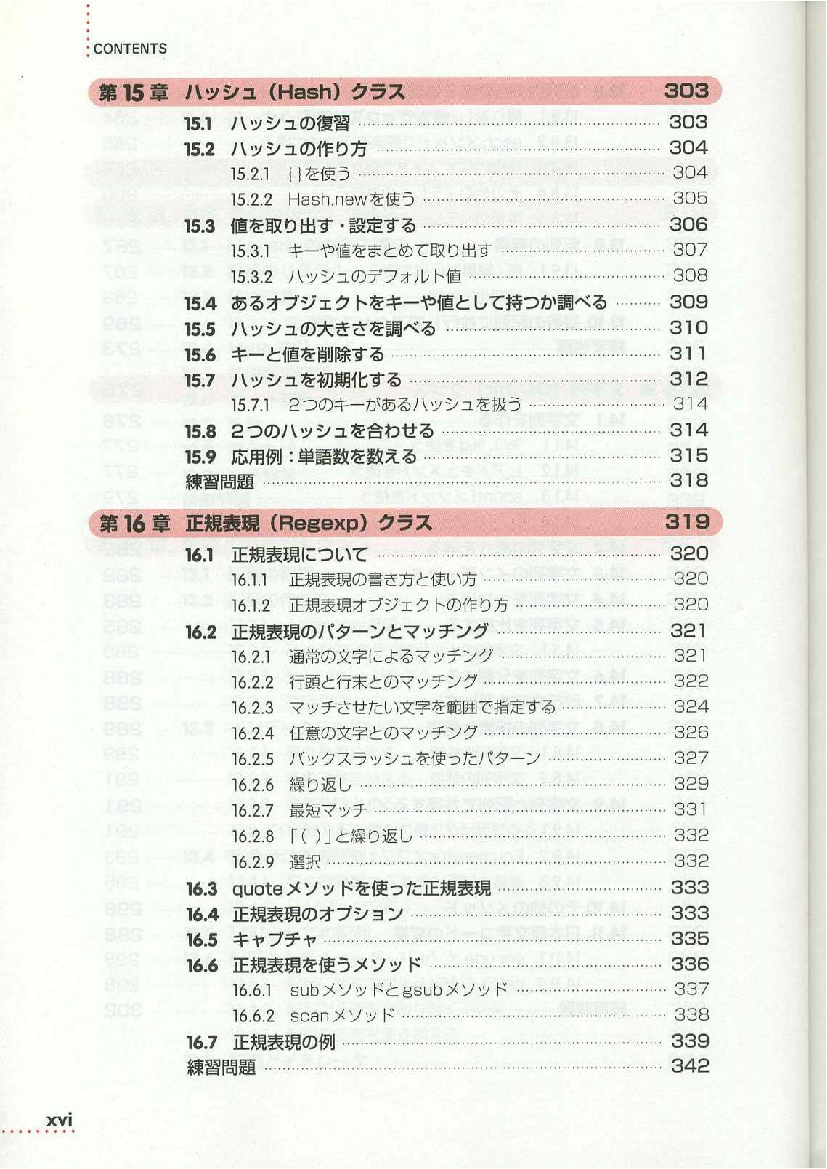 CONTENTS
第15章 ハッシュ（Hash）クラス 303
15.1 ハッシュの復習 303
15.2 ハッシュの作り方 304
15.2.1 { }を使う 304
15.2.2 Hash.newを使う 305
15.3 値を取り出す・設定する 306
15.3.1 キーや値をまとめて取り出す 307
15.3.2 ハッシュのデフォルト値 308
15.4 あるオブジェクトをキーや値として持つか調べる 309
15.5 ハッシュの大きさを調べる 310
15.6 キーと値を削除する 311
15.7 ハッシュを初期化する 312
15.7.1 2つのキーがあるハッシュを扱う 314
15.8 2つのハッシュを合わせる 314
15.9 応用例：単語数を数える 315
練習問題 318
第16章 正規表現（Regexp）クラス 319
16.1 正規表現について 320
16.1.1 正規表現の書き方と使い方 320
16.1.2 正規表現オブジェクトの作り方 320
16.2 正規表現のパターンとマッチング 321
16.2.1 通常の文字によるマッチング 321
16.2.2 行頭と行末とのマッチング 322
16.2.3 マッチさせたい文字を範囲で指定する 324
16.2.4 任意の文字とのマッチング 326
16.2.5 バックスラッシュを使ったパターン 327
16.2.6 繰り返し 329
16.2.7 最短マッチ 331
16.2.8 「( )」と繰り返し 332
16.2.9 選択 332
16.3 quoteメソッドを使った正規表現 333
16.4 正規表現のオプション 333
16.5 キャプチャ 335
16.6 正規表現を使うメソッド 336
16.6.1 subメソッドとgsubメソッド 337
16.6.2 scanメソッド 338
16.7 正規表現の例 339
練習問題 342
xvi